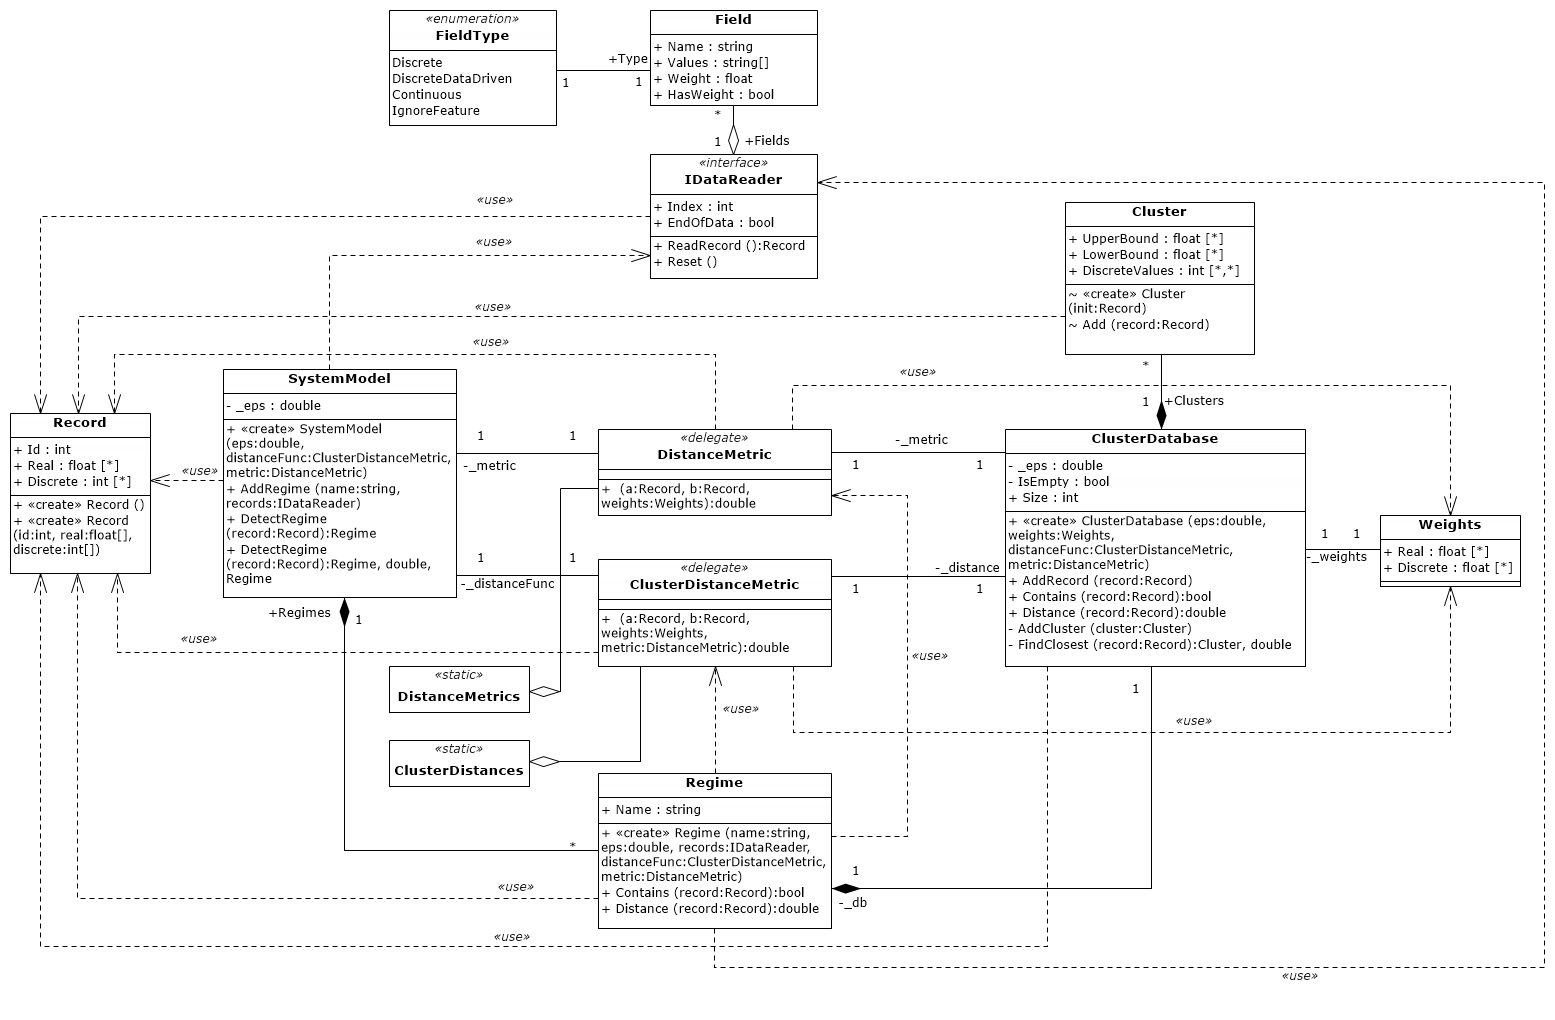 «enumeration»
FieldType
Discrete
DiscreteDataDriven
Continuous
IgnoreFeature
Field
+ Name : string
+ Values : string[]
+ Weight : float
+ HasWeight : bool
+Type
1
1
*
1
+Fields
«interface»
IDataReader
+ Index : int
+ EndOfData : bool
+ ReadRecord ():Record
+ Reset ()
«use»
«use»
«use»
«use»
«use»
Cluster
+ UpperBound : float [*]
+ LowerBound : float [*]
+ DiscreteValues : int [*,*]
~ «create» Cluster
(init:Record)
~ Add (record:Record)
*
1
+Clusters
Record
+ Id : int
+ Real : float [*]
+ Discrete : int [*]
+ «create» Record ()
+ «create» Record
(id:int, real:float[],
discrete:int[])
«use»
SystemModel
- _eps : double
+ «create» SystemModel
(eps:double,
distanceFunc:ClusterDistanceMetric,
metric:DistanceMetric)
+ AddRegime (name:string,
records:IDataReader)
+ DetectRegime
(record:Record):Regime
+ DetectRegime
(record:Record):Regime, double,
Regime
1
1
-_metric
1
1
-_distanceFunc
«delegate»
DistanceMetric
+  (a:Record, b:Record,
weights:Weights):double
«delegate»
ClusterDistanceMetric
+  (a:Record, b:Record,
weights:Weights,
metric:DistanceMetric):double
-_metric
1
1
-_distance
1
1
ClusterDatabase
- _eps : double
- IsEmpty : bool
+ Size : int
+ «create» ClusterDatabase (eps:double,
weights:Weights,
distanceFunc:ClusterDistanceMetric,
metric:DistanceMetric)
+ AddRecord (record:Record)
+ Contains (record:Record):bool
+ Distance (record:Record):double
- AddCluster (cluster:Cluster)
- FindClosest (record:Record):Cluster, double
1
1
-_weights
Weights
+ Real : float [*]
+ Discrete : float [*]
+Regimes
1
«use»
«use»
«static»
DistanceMetrics
«static»
ClusterDistances
«use»
1
«use»
Regime
+ Name : string
+ «create» Regime (name:string,
eps:double, records:IDataReader,
distanceFunc:ClusterDistanceMetric,
metric:DistanceMetric)
+ Contains (record:Record):bool
+ Distance (record:Record):double
*
1
-_db
«use»
«use»
«use»